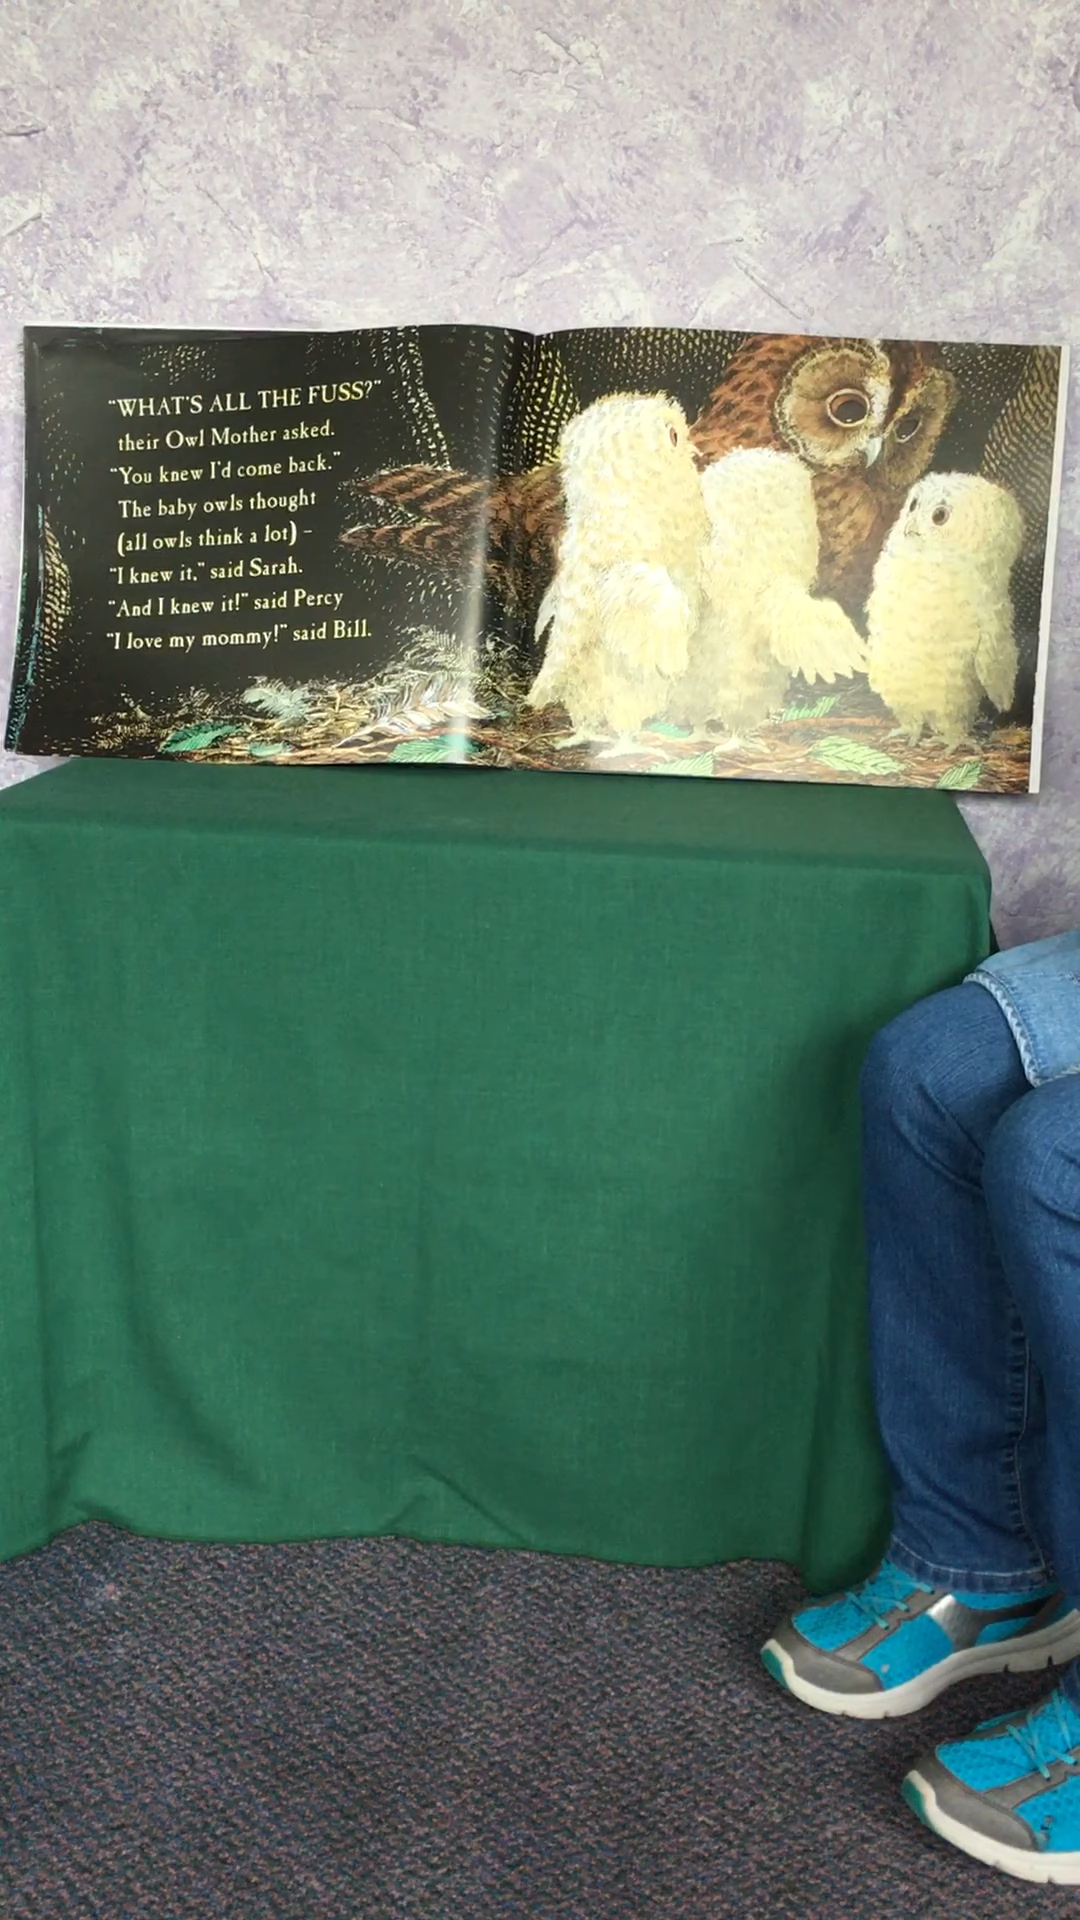 "WHAT'S ALL THE FUSS?"
their Owl Mother asked.
"You knew I'd come back."
The baby owls thought
(all owls think a lot) –
"I knew it," said Sarah.
"And I knew it!" said Percy
"I love my mommy!" said Bill.